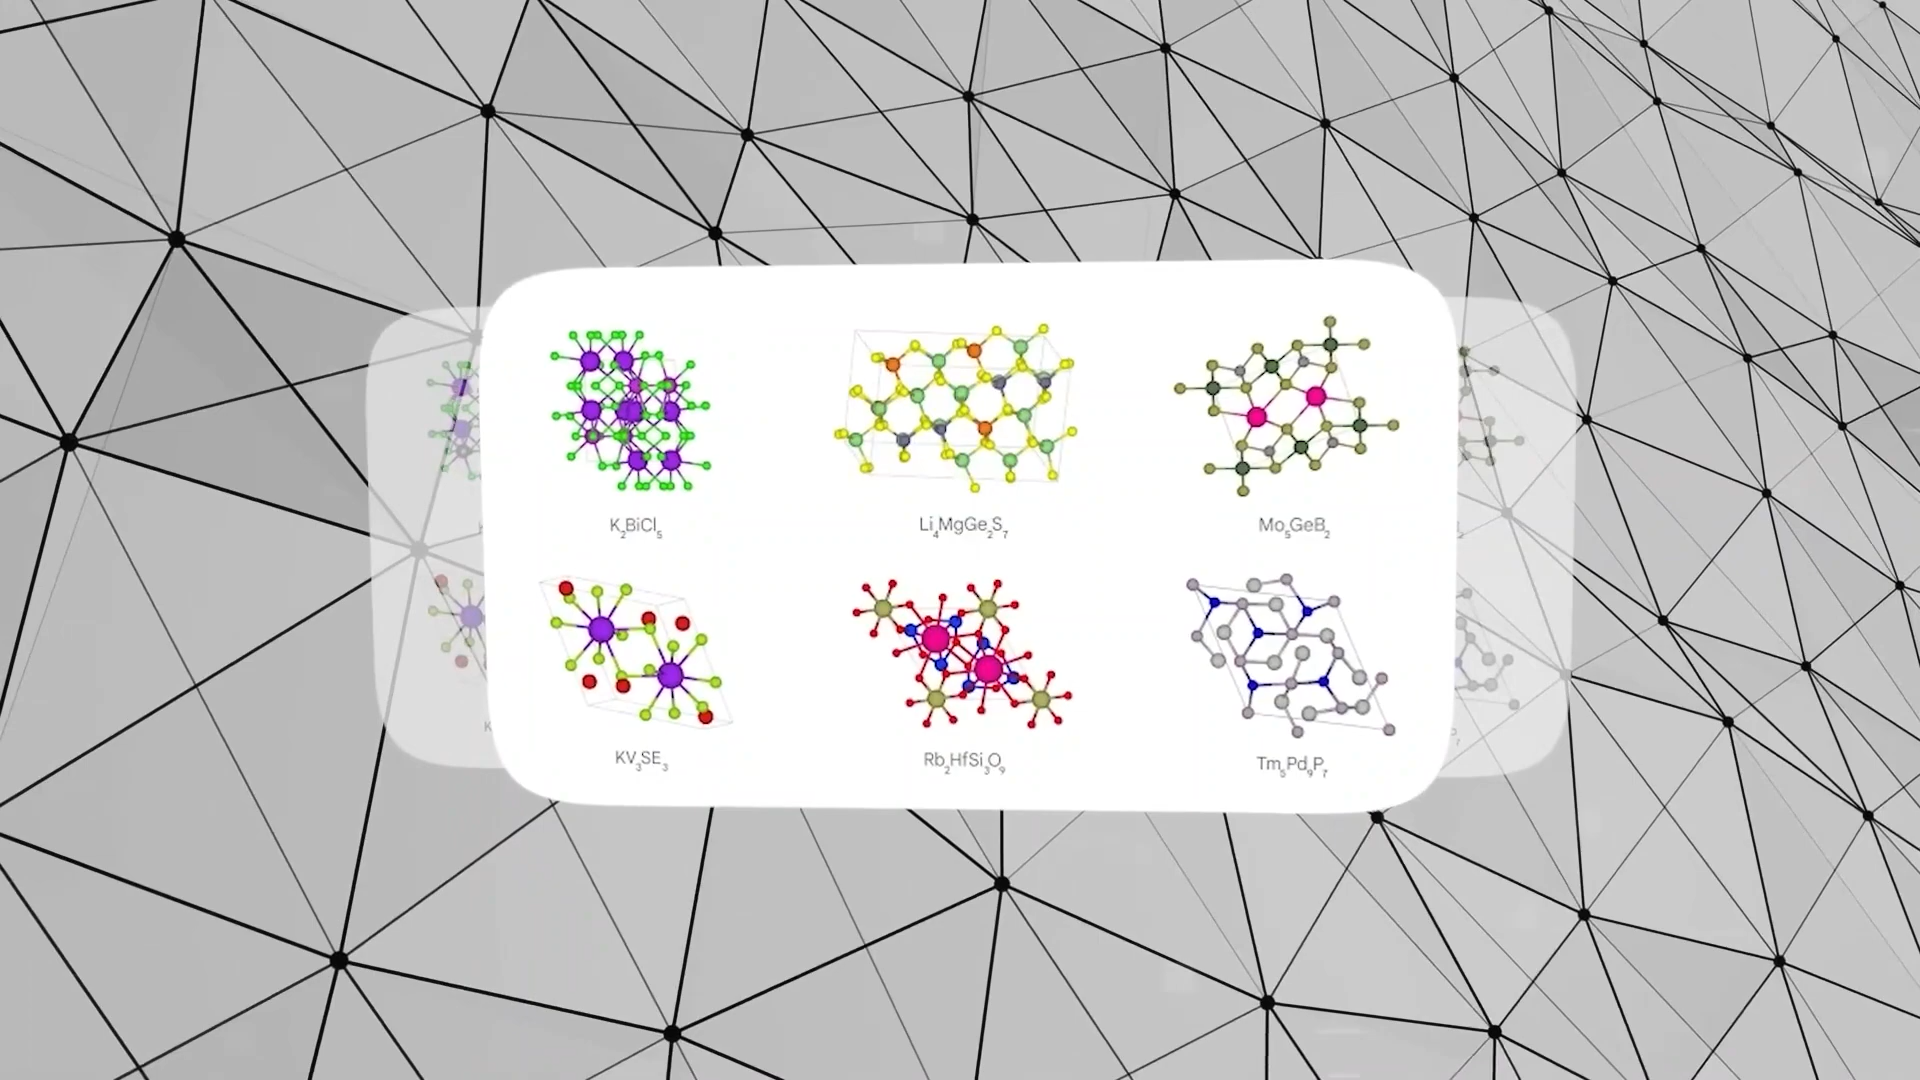 K₂BiCl₅
Li₄MgGe₂S₇
Mo₅GeB₂
KV₃SE₃
Rb₂HfSi₃O₉
Tm₅Pd₉P₇